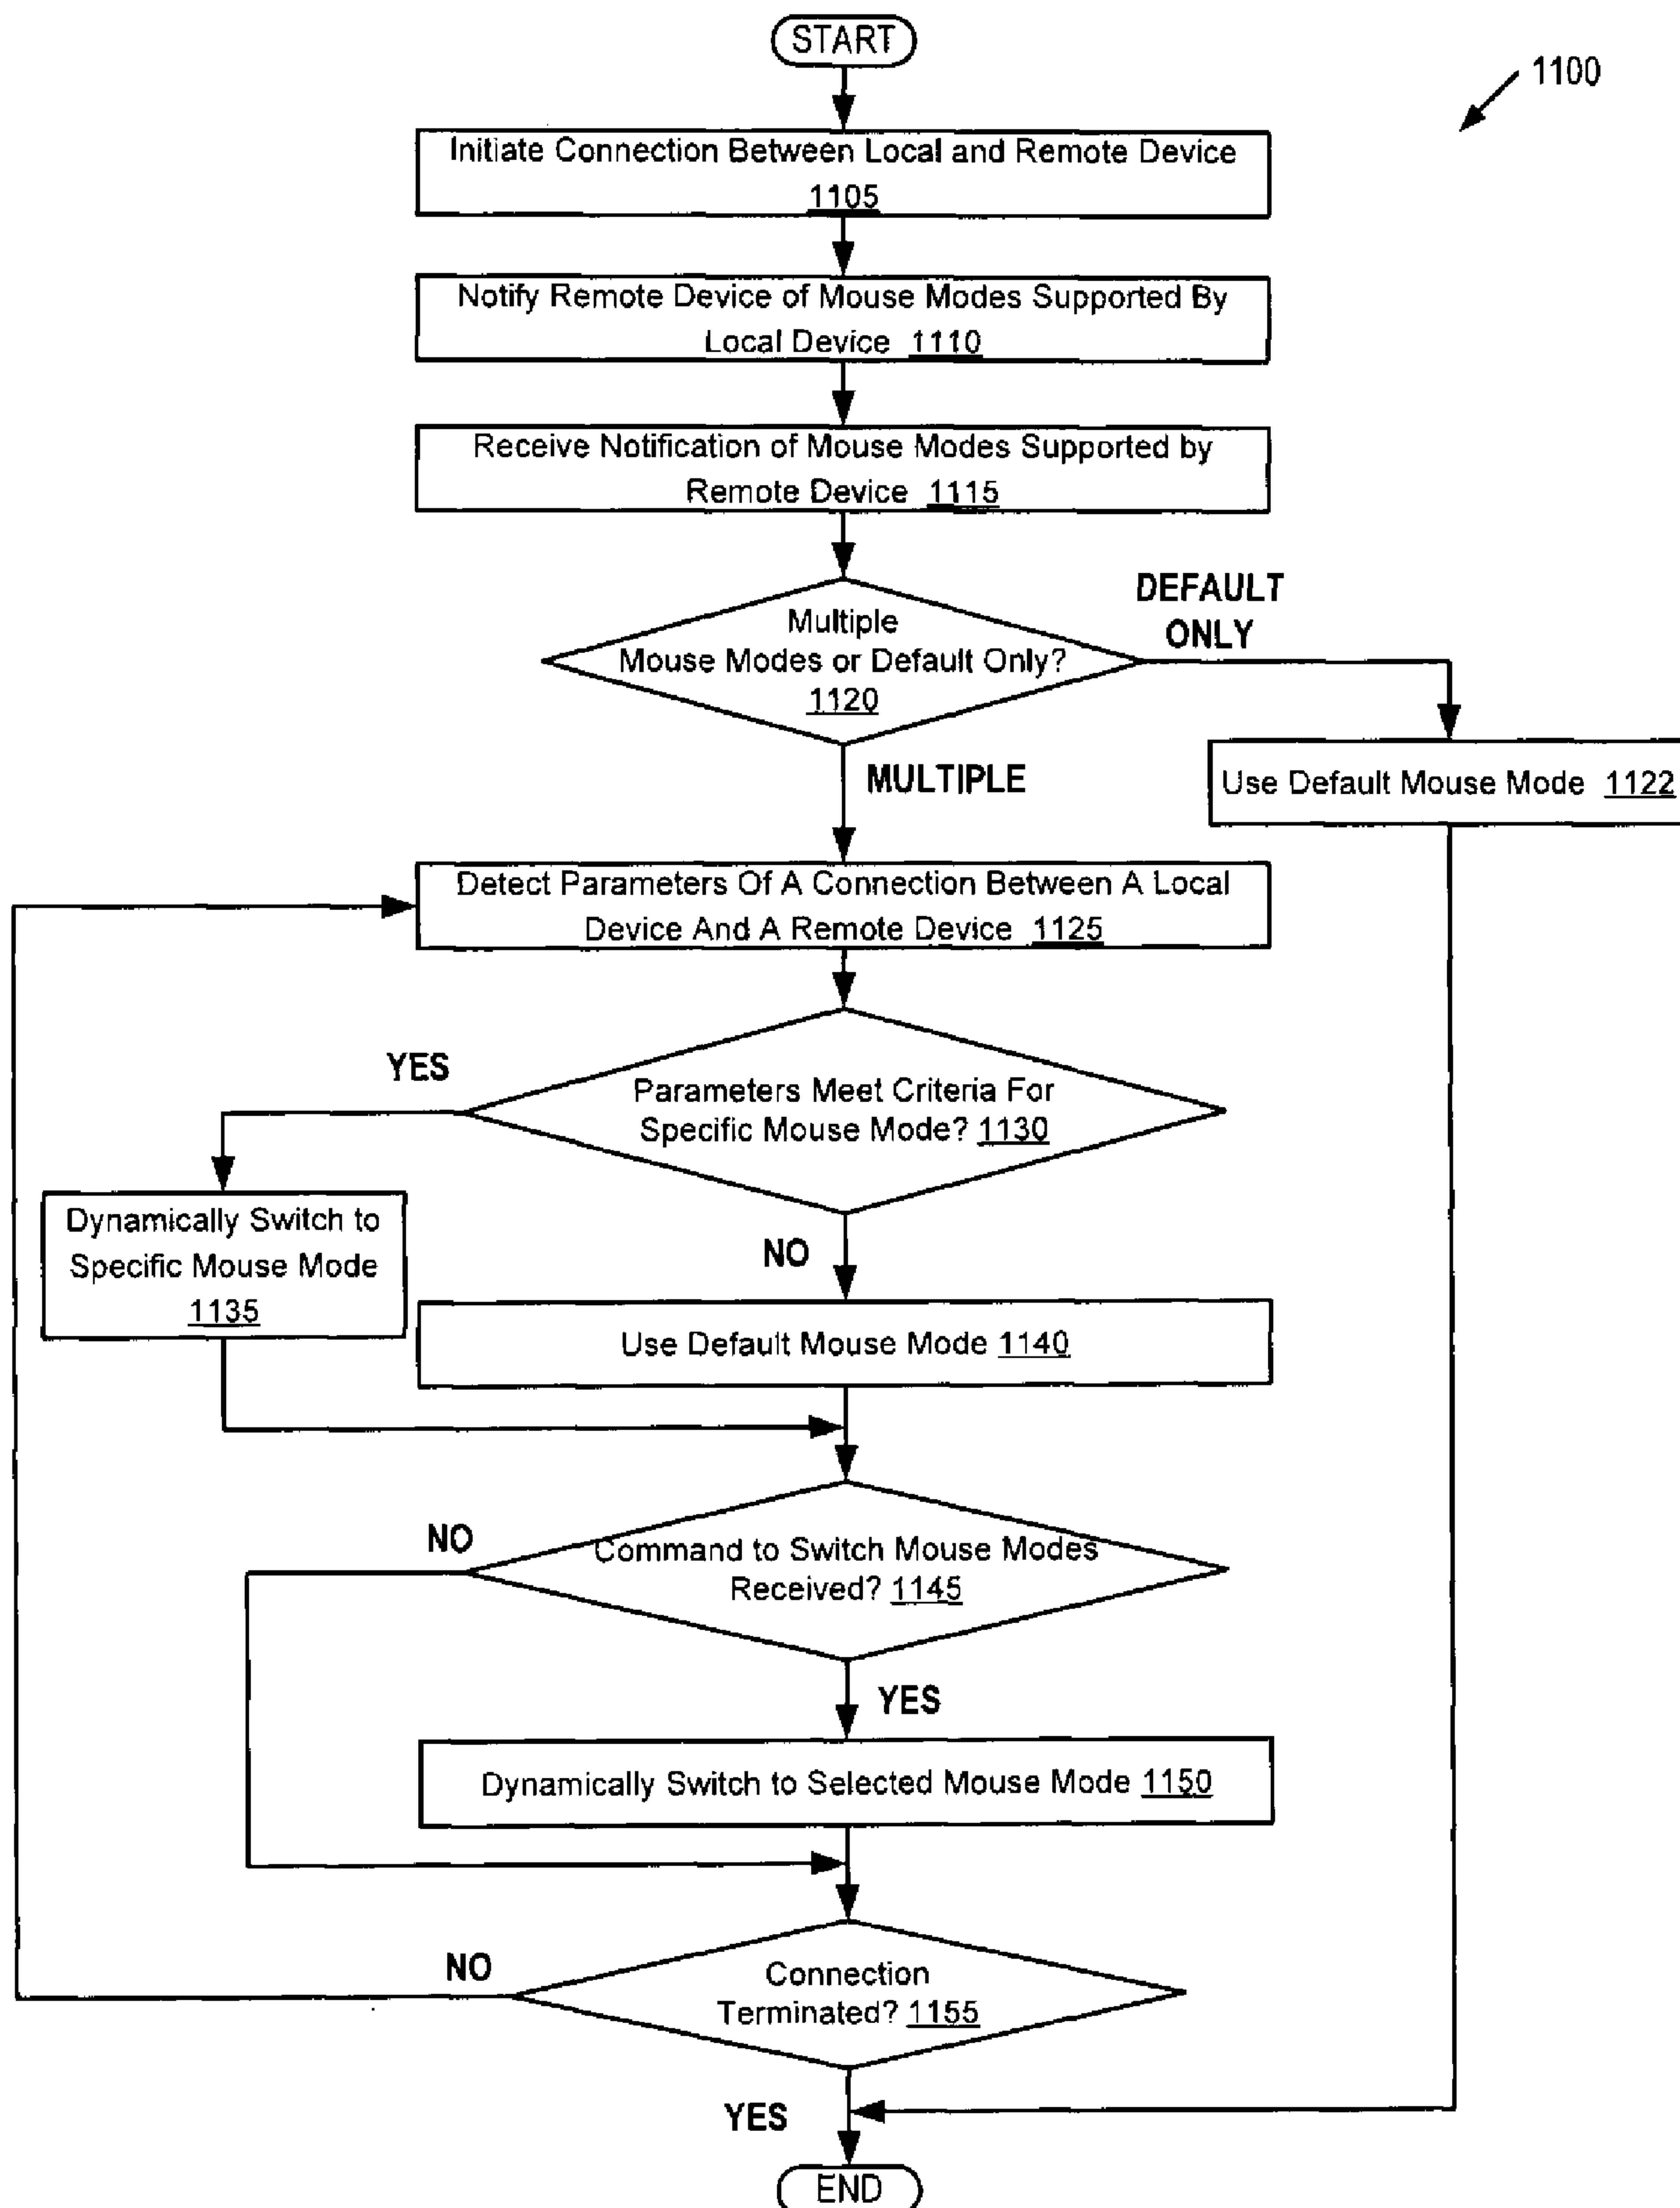 START
1100
Initiate Connection Between Local and Remote Device
1105
Notify Remote Device of Mouse Modes Supported By
Local Device 1110
Receive Notification of Mouse Modes Supported by
Remote Device 1115
Multiple
Mouse Modes or Default Only?
1120
DEFAULT
ONLY
MULTIPLE
Use Default Mouse Mode 1122
Detect Parameters Of A Connection Between A Local
Device And A Remote Device 1125
YES
Parameters Meet Criteria For
Specific Mouse Mode? 1130
Dynamically Switch to
Specific Mouse Mode
1135
NO
Use Default Mouse Mode 1140
NO
Command to Switch Mouse Modes
Received? 1145
YES
Dynamically Switch to Selected Mouse Mode 1150
NO
Connection
Terminated? 1155
YES
END